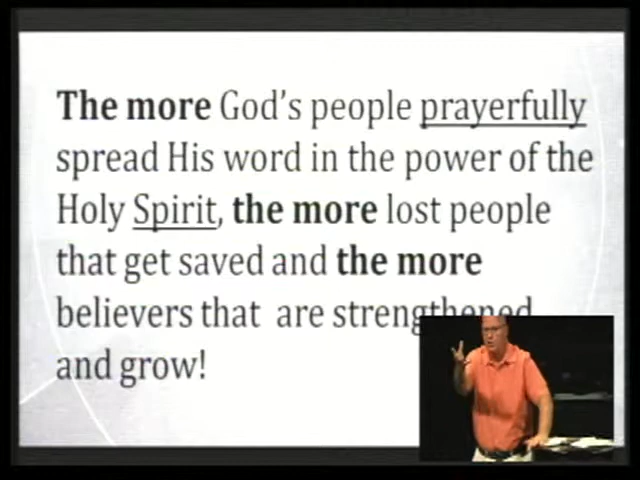 The more God's people prayerfully
spread His word in the power of the
Holy Spirit, the more lost people
that get saved and the more
believers that are strengthened
and grow!